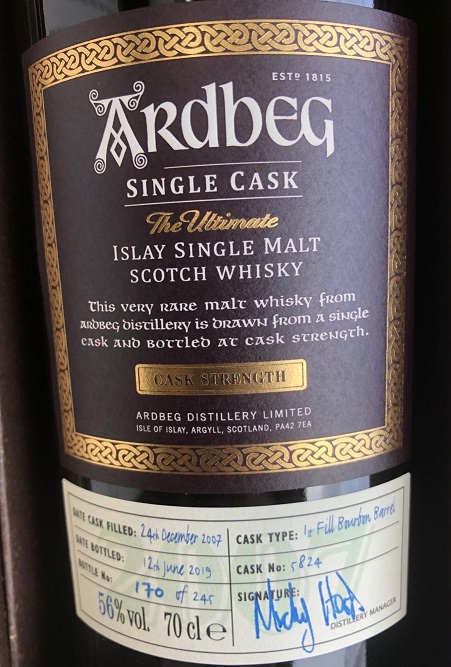 ESTD 1815
ARDBEG
SINGLE CASK
The Ultimate
ISLAY SINGLE MALT
SCOTCH WHISKY
This very rare malt whisky from
Ardbeg distillery is drawn from a single
cask and bottled at cask strength.
CASK STRENGTH
ARDBEG DISTILLERY LIMITED
ISLE OF ISLAY, ARGYLL, SCOTLAND, PA42 7EA
DATE CASK FILLED: 24th December 2007
DATE BOTTLED: 12th June 2019
BOTTLE No: 170 of 245
56% vol. 70 cl e
CASK TYPE: 1st Fill Bourbon Barrel
CASK No: 5824
SIGNATURE:
DISTILLERY MANAGER